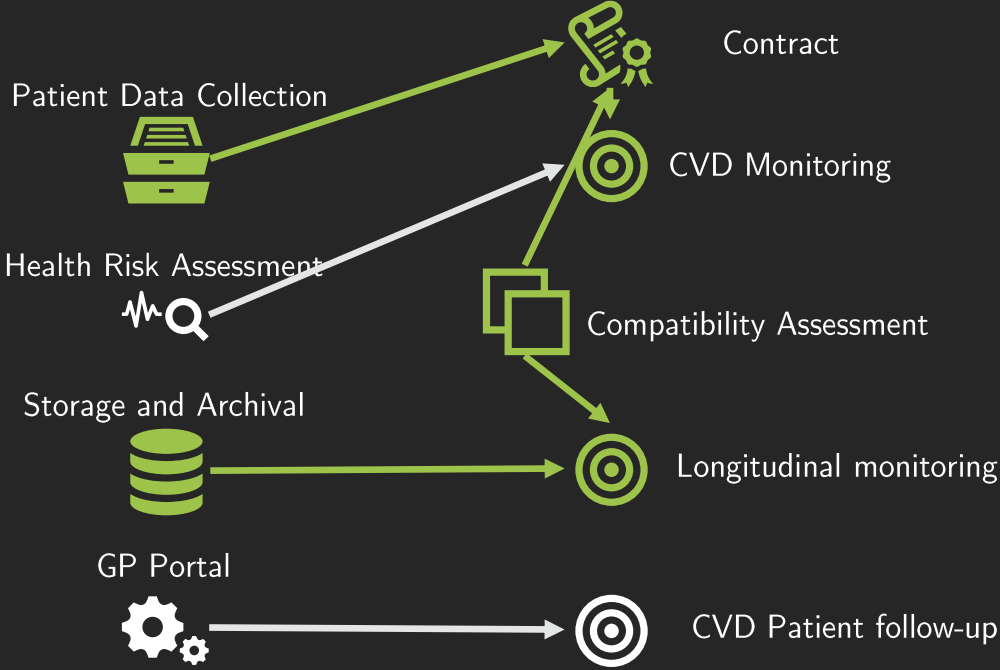 Contract
Patient Data Collection
CVD Monitoring
Health Risk Assessment
Compatibility Assessment
Storage and Archival
Longitudinal monitoring
GP Portal
CVD Patient follow-up